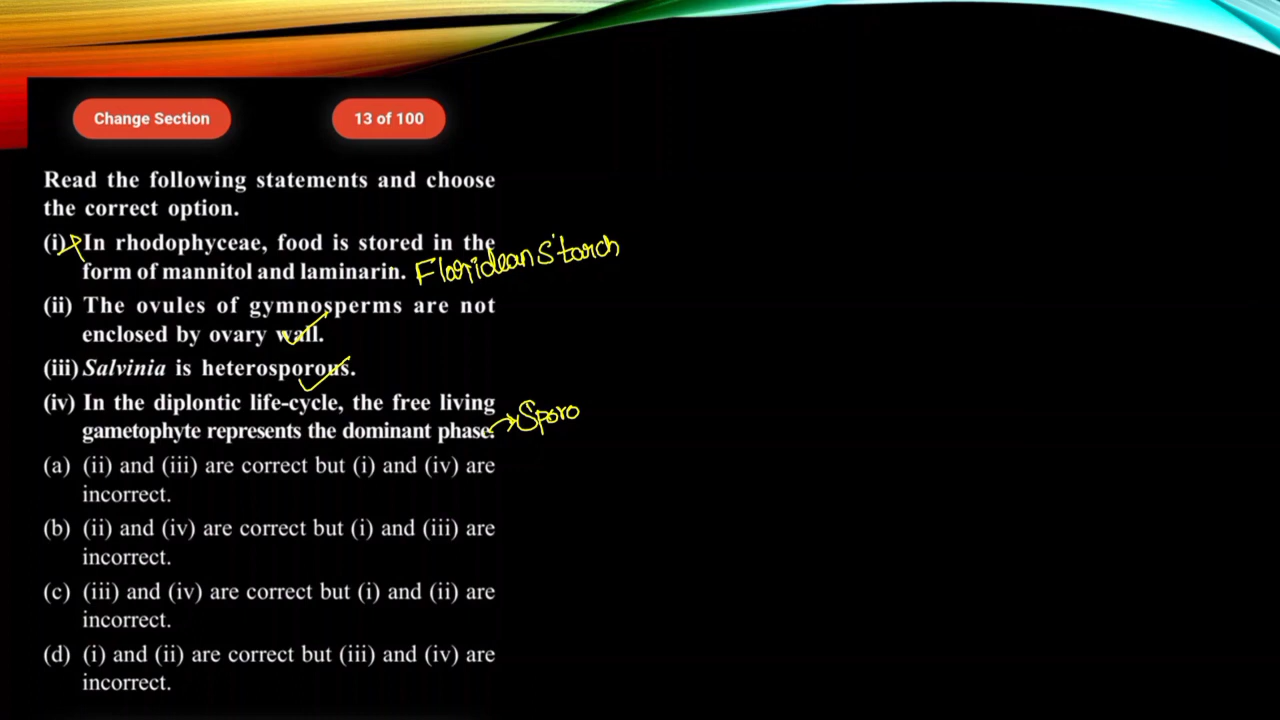 Change Section
13 of 100
Read the following statements and choose
the correct option.
(i) In rhodophyceae, food is stored in the
form of mannitol and laminarin. Floridean Starch
(ii) The ovules of gymnosperms are not
enclosed by ovary wall.
(iii) Salvinia is heterosporous.
(iv) In the diplontic life-cycle, the free living
gametophyte represents the dominant phase. → Sporo
(a) (ii) and (iii) are correct but (i) and (iv) are
incorrect.
(b) (ii) and (iv) are correct but (i) and (iii) are
incorrect.
(c) (iii) and (iv) are correct but (i) and (ii) are
incorrect.
(d) (i) and (ii) are correct but (iii) and (iv) are
incorrect.